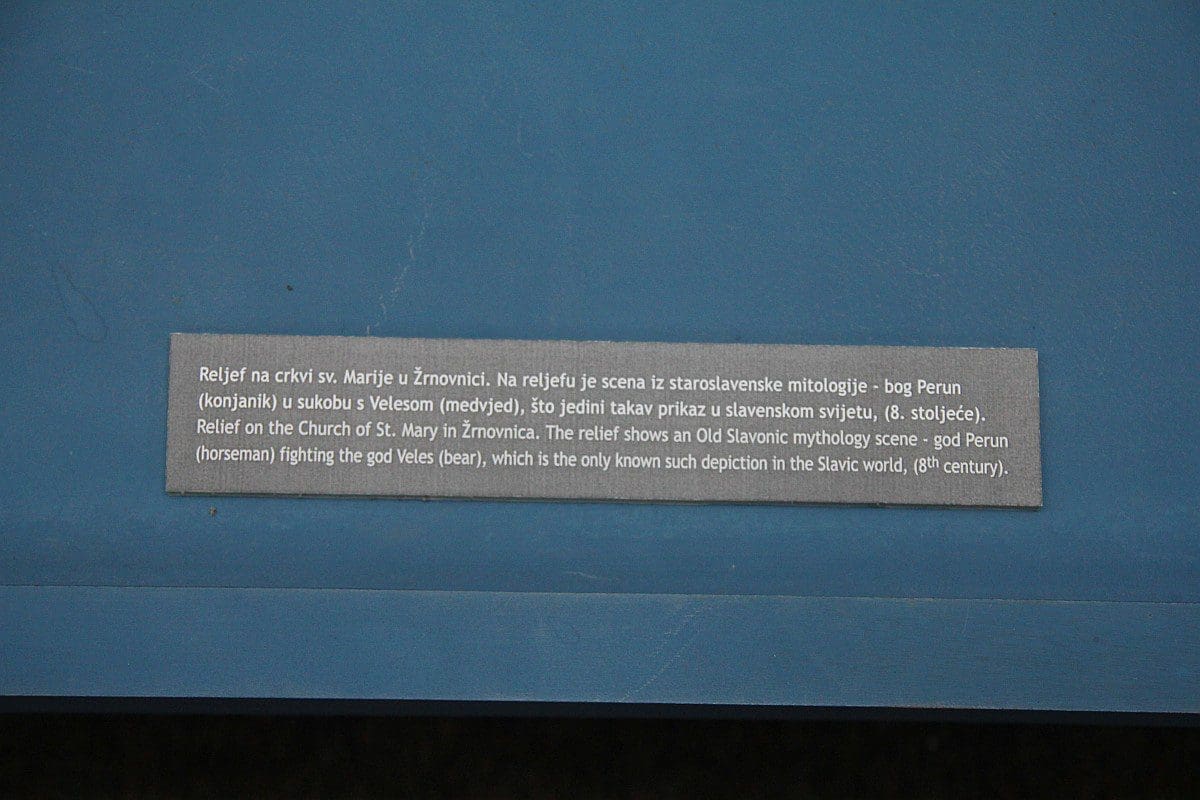 Reljef na crkvi sv. Marije u Žrnovnici. Na reljefu je scena iz staroslavenske mitologije - bog Perun
(konjanik) u sukobu s Velesom (medvjed), što jedini takav prikaz u slavenskom svijetu, (8. stoljeće).
Relief on the Church of St. Mary in Žrnovnica. The relief shows an Old Slavonic mythology scene - god Perun
(horseman) fighting the god Veles (bear), which is the only known such depiction in the Slavic world, (8th century).